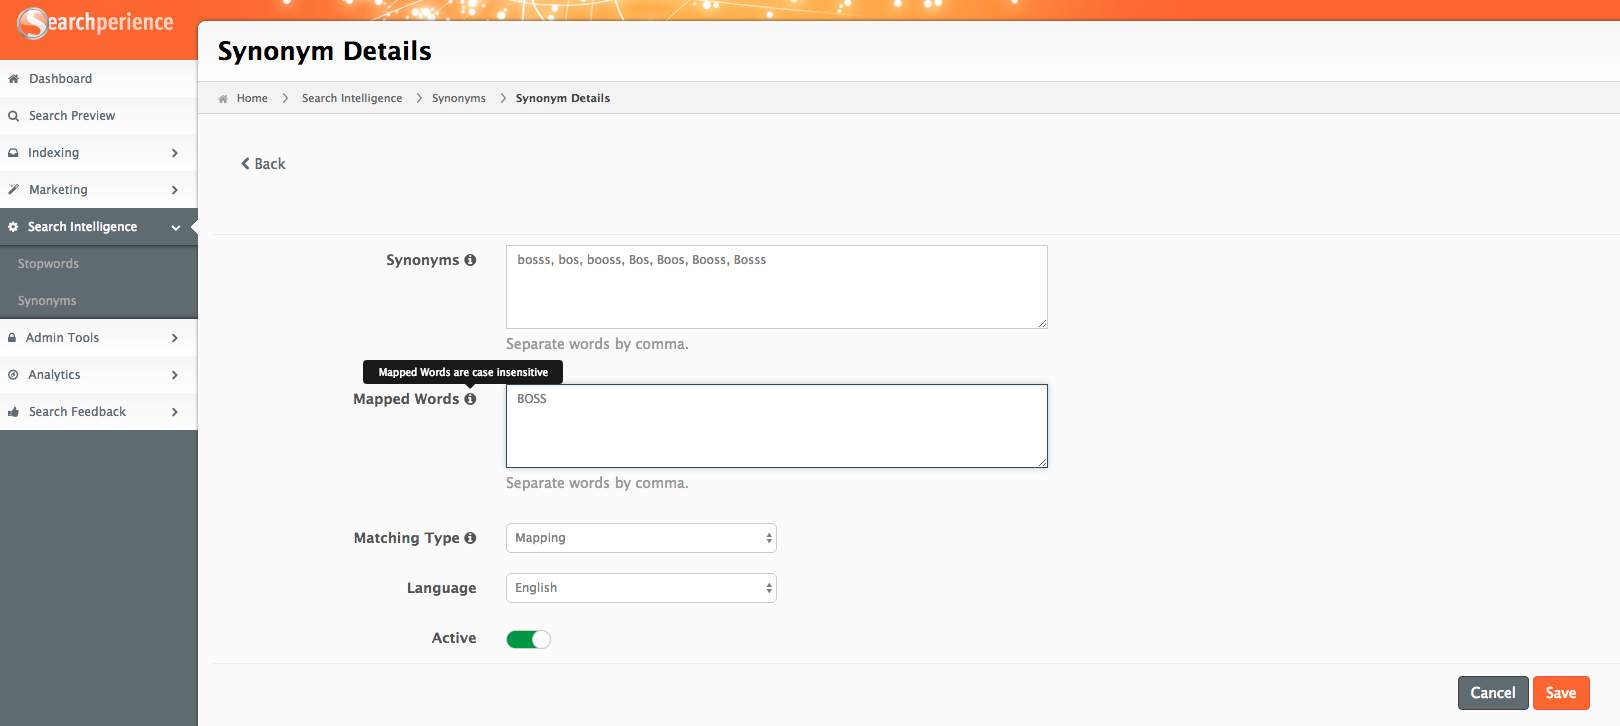 Searchperience
Synonym Details
Home > Search Intelligence > Synonyms > Synonym Details
Dashboard
Search Preview
Indexing
Marketing
Search Intelligence
Stopwords
Synonyms
Admin Tools
Analytics
Search Feedback
Back
Synonyms
bosss, bos, booss, Bos, Boos, Booss, Bosss
Separate words by comma.
Mapped Words are case insensitive
Mapped Words
BOSS
Separate words by comma.
Matching Type
Mapping
Language
English
Active
Cancel
Save